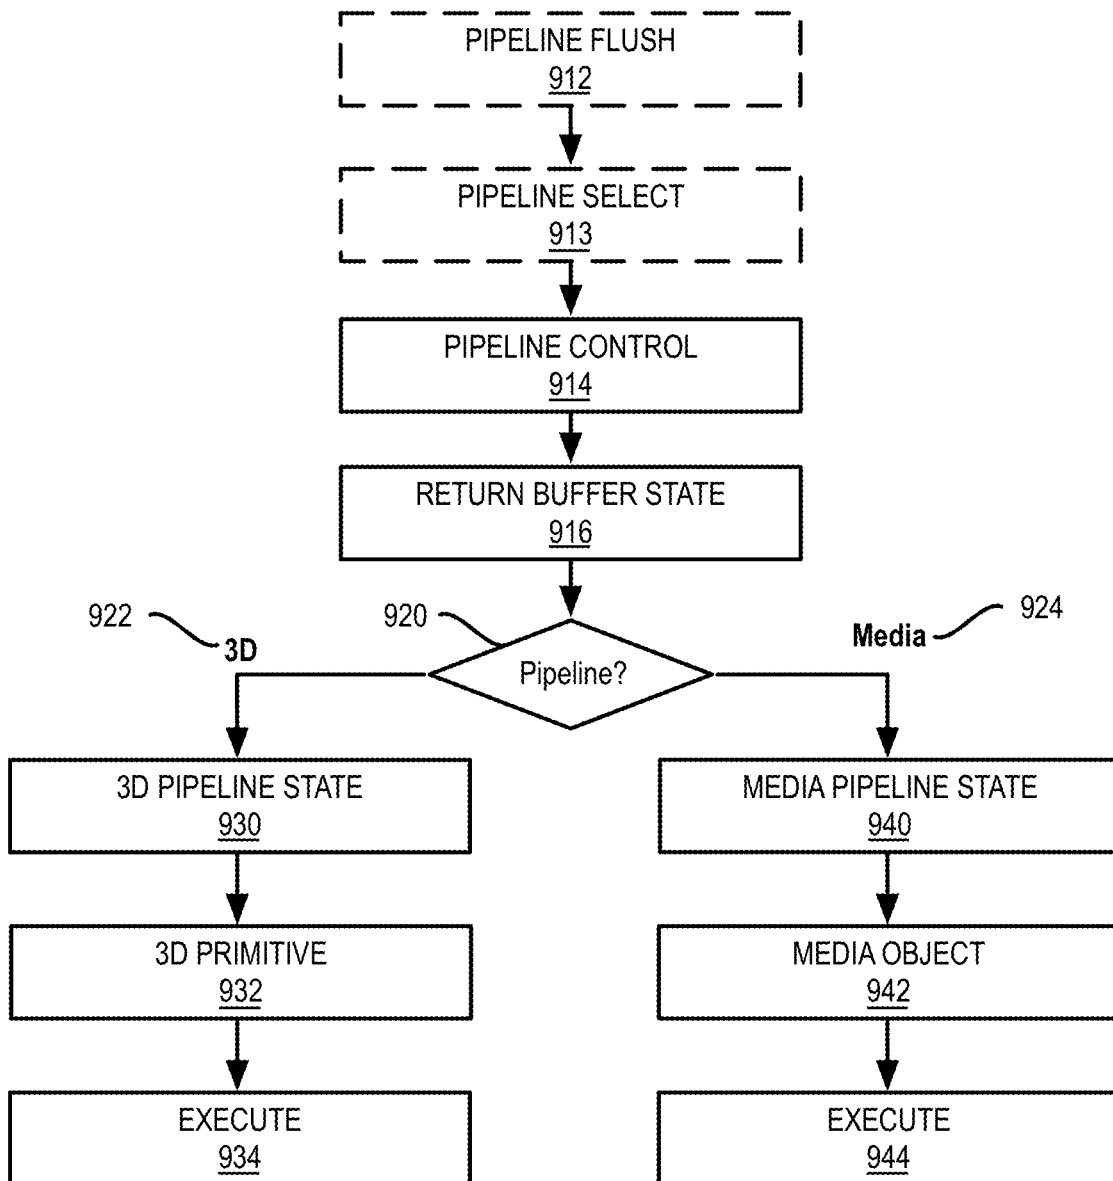 PIPELINE FLUSH
912
PIPELINE SELECT
913
PIPELINE CONTROL
914
RETURN BUFFER STATE
916
922
3D
920
Pipeline?
Media
924
3D PIPELINE STATE
930
MEDIA PIPELINE STATE
940
3D PRIMITIVE
932
MEDIA OBJECT
942
EXECUTE
934
EXECUTE
944